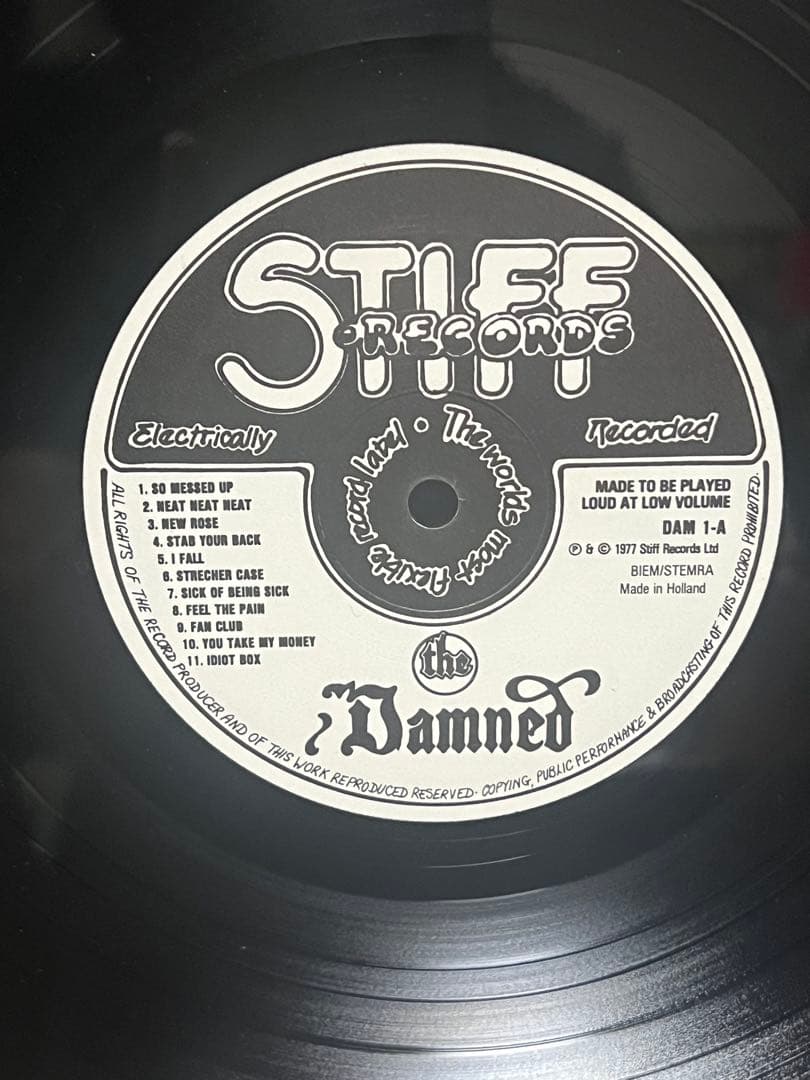 STIFF
·RECORDS
Electrically
Recorded
The worlds most flexible record label ·
1. SO MESSED UP
2. NEAT NEAT NEAT
3. NEW ROSE
4. STAB YOUR BACK
5. I FALL
6. STRECHER CASE
7. SICK OF BEING SICK
8. FEEL THE PAIN
9. FAN CLUB
10. YOU TAKE MY MONEY
11. IDIOT BOX
MADE TO BE PLAYED
LOUD AT LOW VOLUME
DAM 1-A
℗ & © 1977 Stiff Records Ltd
BIEM/STEMRA
Made in Holland
the
Damned
ALL RIGHTS OF THE RECORD PRODUCER AND OF THIS WORK REPRODUCED RESERVED· COPYING, PUBLIC PERFORMANCE & BROADCASTING OF THIS RECORD PROHIBITED.